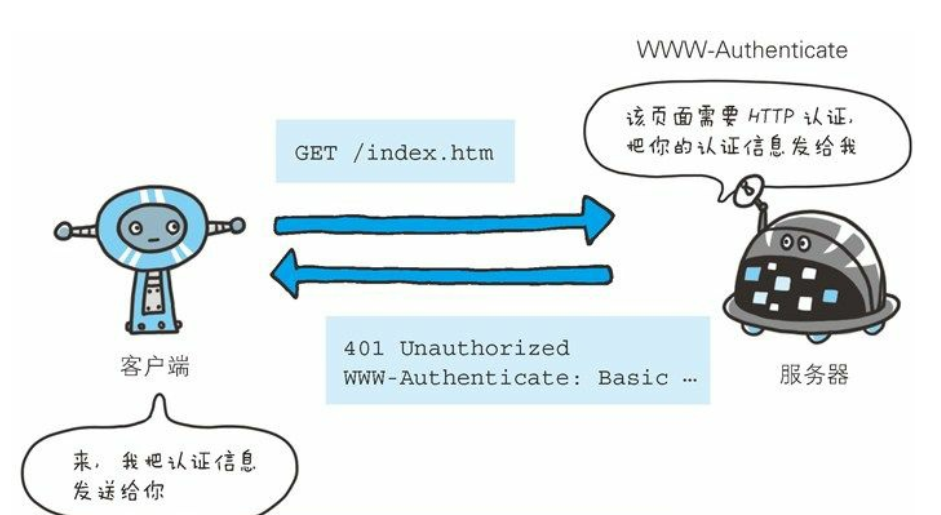 WWW-Authenticate
该页面需要 HTTP 认证,
把你的认证信息发给我
GET /index.htm
401 Unauthorized
WWW-Authenticate: Basic …
客户端
服务器
来, 我把认证信息
发送给你